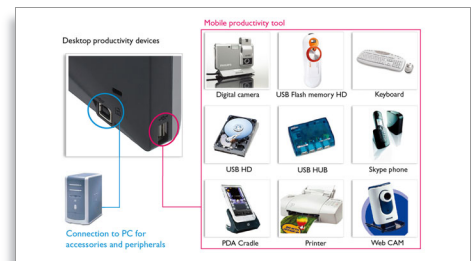 Mobile productivity tool
Desktop productivity devices
Digital camera
USB Flash memory HD
Keyboard
USB HD
USB HUB
Skype phone
Connection to PC for
accessories and peripherals
PDA Cradle
Printer
Web CAM